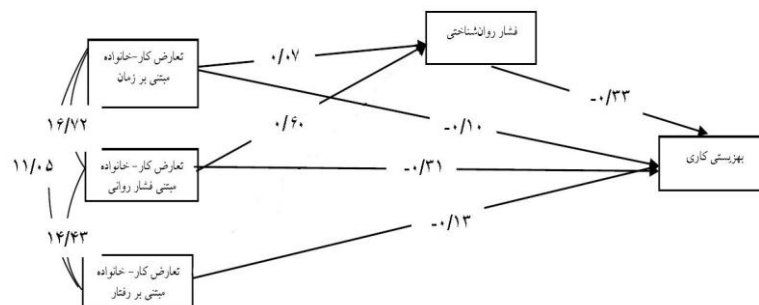 فشار روان‌شناختی
تعارض کار-خانواده
مبتنی بر زمان
۰/۰۷
-۰/۳۳
۱۶/۷۲
۰/۶۰
-۰/۱۰
بهزیستی کاری
۱۱/۰۵
تعارض کار-خانواده
مبتنی فشار روانی
-۰/۳۱
۱۴/۴۳
-۰/۱۳
تعارض کار- خانواده
مبتنی بر رفتار